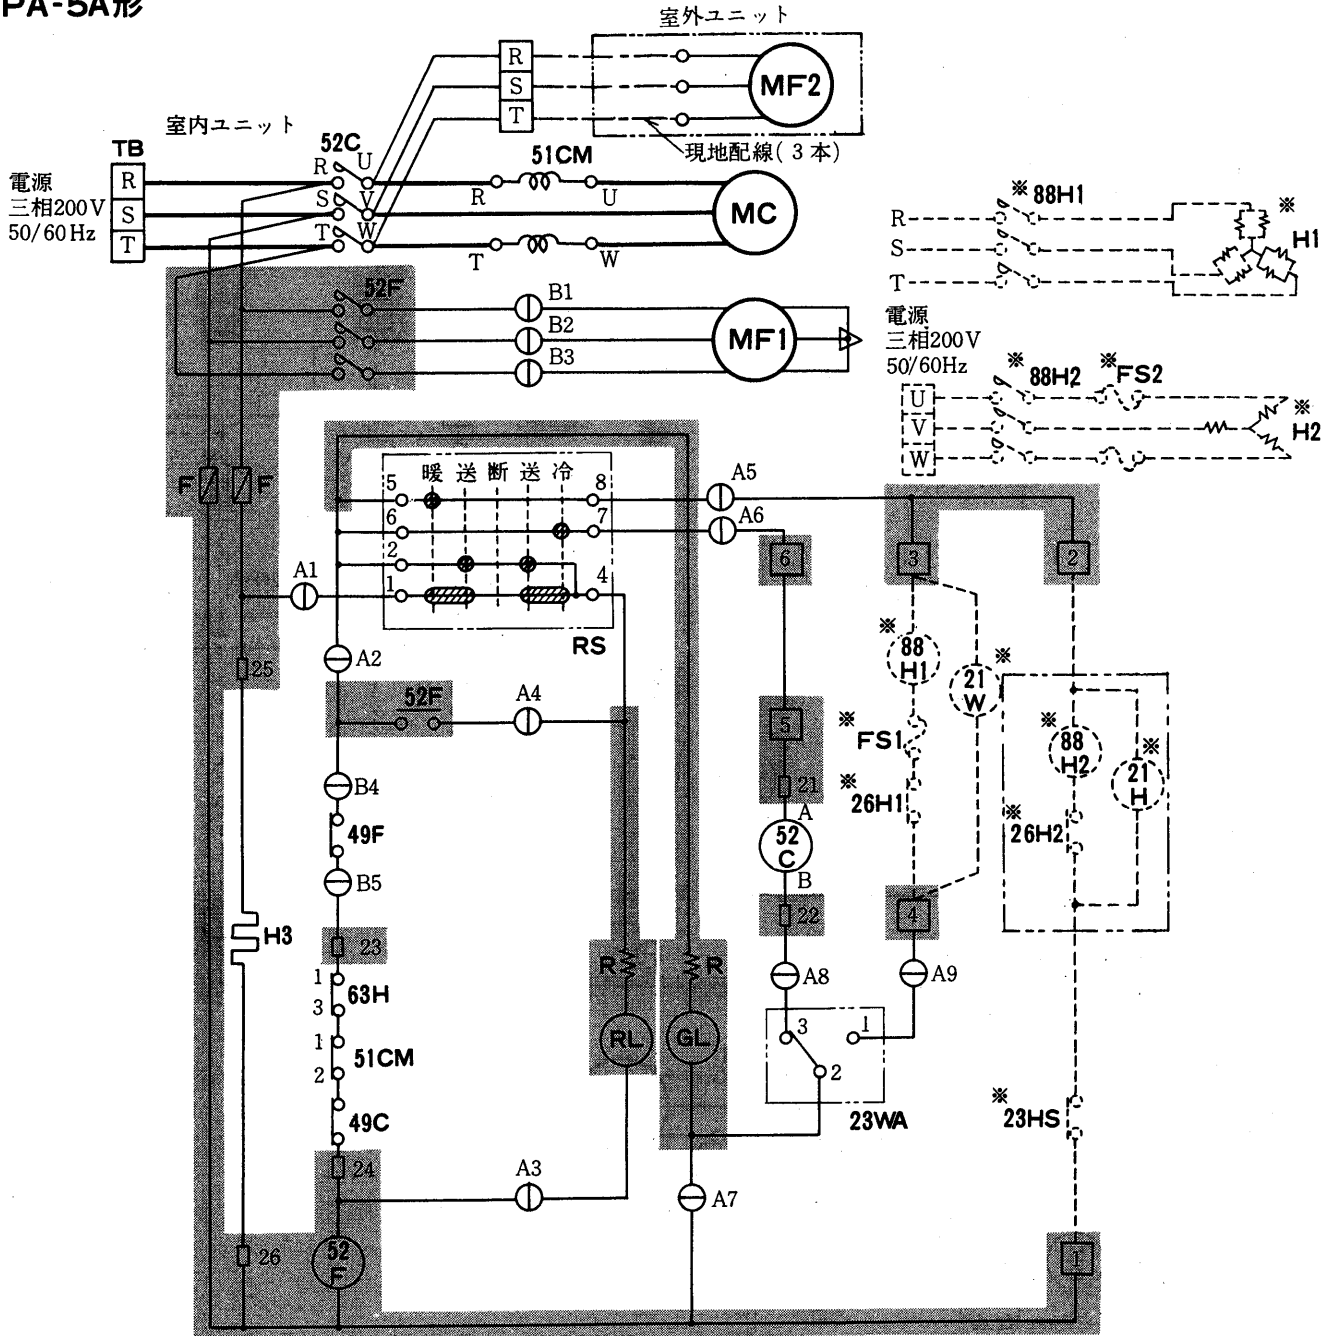 PA-5A形
室外ユニット
R
S
T
MF2
現地配線(3本)
室内ユニット
TB
電源
三相200V
50/60Hz
R
S
T
52C
R U
S V
T W
51CM
R U
T W
MC
52F
B1
B2
B3
MF1
※ 88H1
R
S
T
※
H1
電源
三相200V
50/60Hz
※ 88H2
※ FS2
U
V
W
※
H2
F F
暖 送 断 送 冷
5 8
6 7
2
1 4
RS
A1
A5
A6
A2
6
3
2
25
52F
A4
5
21
A
52
C
B
22
※
88
H1
※
21
W
※
FS1
※
26H1
4
※
88
H2
※
21
H
※
26H2
B4
49F
B5
23
H3
1
63H
3
1
51CM
2
49C
24
R
RL
R
GL
A8
A9
3
1
2
23WA
※
23HS
A3
A7
26
52
F
1